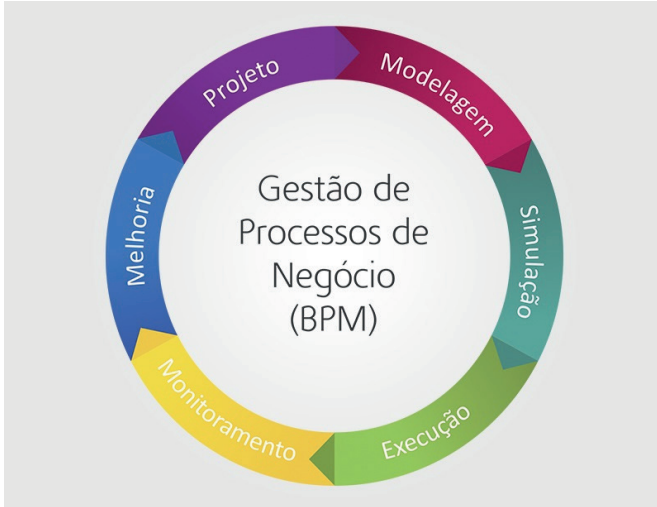 Projeto
Modelagem
Simulação
Execução
Monitoramento
Melhoria
Gestão de
Processos de
Negócio
(BPM)